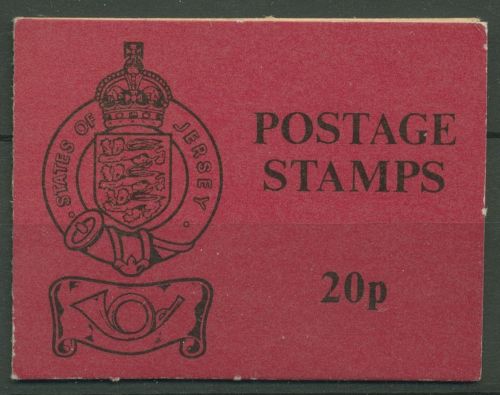 · STATES OF JERSEY ·
POSTAGE
STAMPS
20p